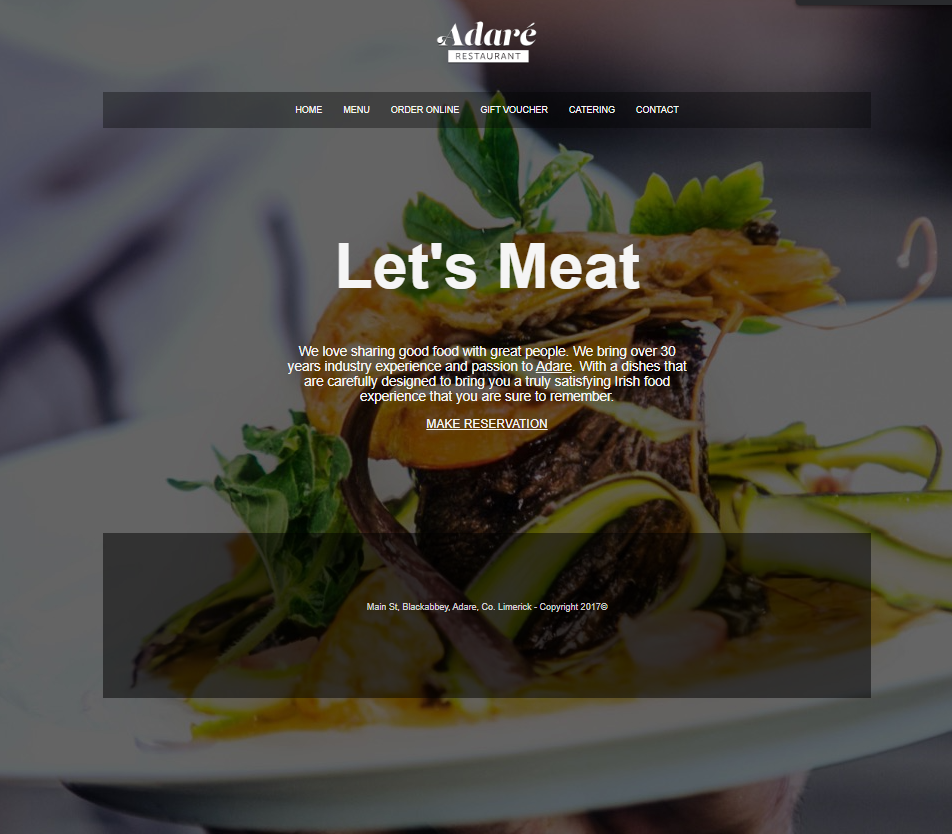 Adaré
RESTAURANT
HOME MENU ORDER ONLINE GIFT VOUCHER CATERING CONTACT
Let's Meat
We love sharing good food with great people. We bring over 30
years industry experience and passion to Adare. With a dishes that
are carefully designed to bring you a truly satisfying Irish food
experience that you are sure to remember.
MAKE RESERVATION
Main St, Blackabbey, Adare, Co. Limerick - Copyright 2017©